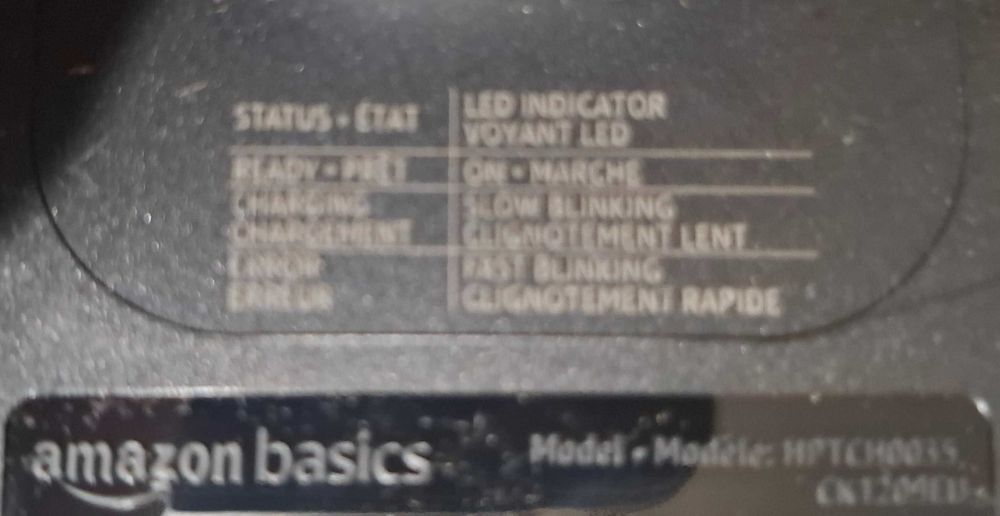 STATUS • ÉTAT
LED INDICATOR
VOYANT LED
READY • PRÊT
ON • MARCHE
CHARGING
CHARGEMENT
SLOW BLINKING
CLIGNOTEMENT LENT
ERROR
ERREUR
FAST BLINKING
CLIGNOTEMENT RAPIDE
amazon basics
Model • Modèle: